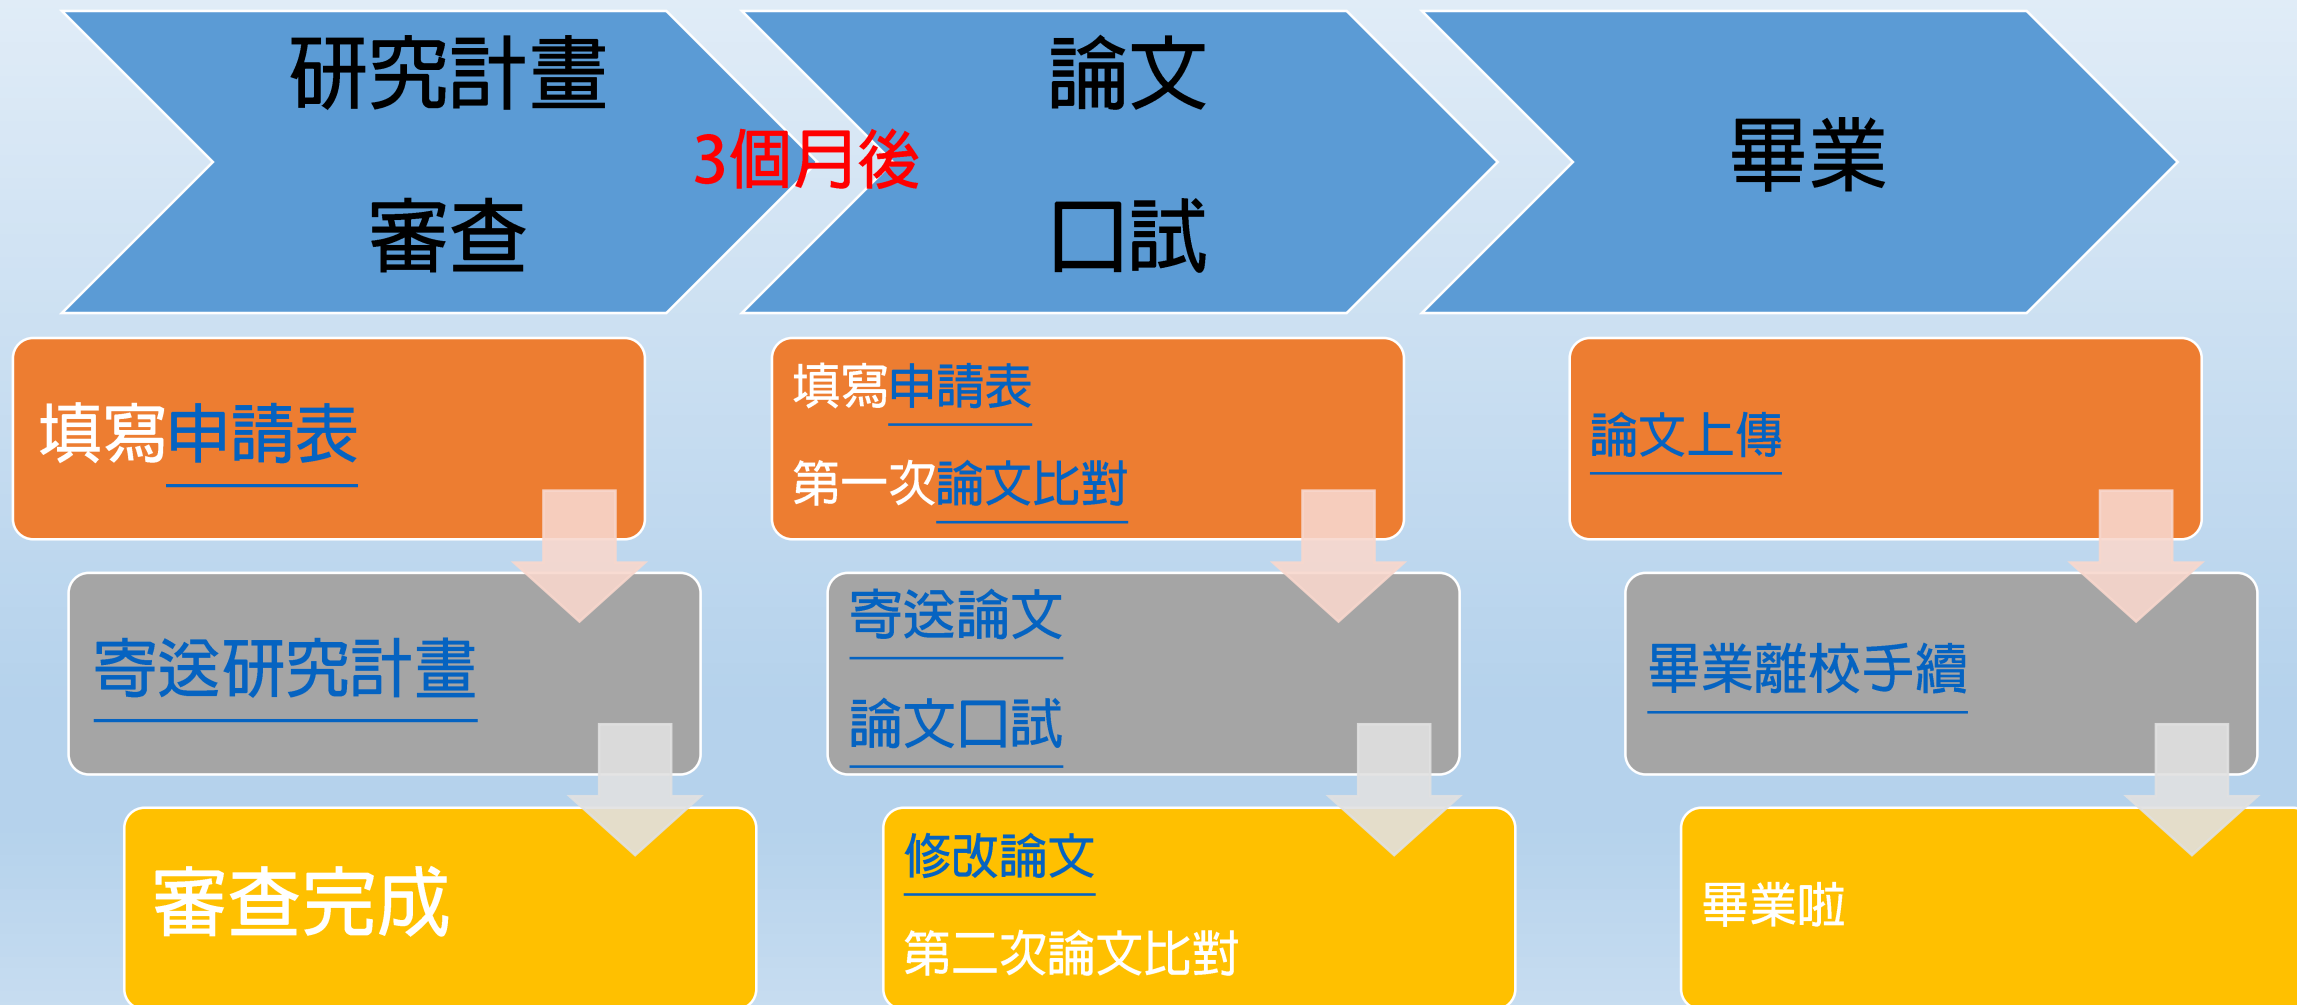 研究計畫
審查
3個月後
論文
口試
畢業
填寫申請表
寄送研究計畫
審查完成
填寫申請表
第一次論文比對
寄送論文
論文口試
修改論文
第二次論文比對
論文上傳
畢業離校手續
畢業啦